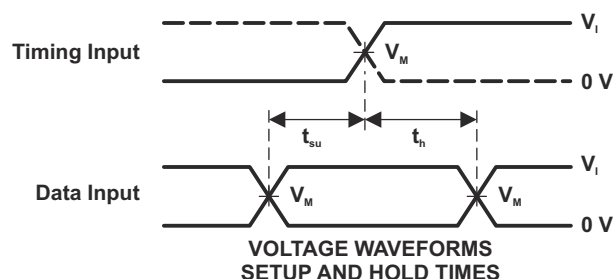 V_I
Timing Input
V_M
0 V
t_su
t_h
V_I
Data Input
V_M
V_M
0 V
VOLTAGE WAVEFORMS
SETUP AND HOLD TIMES